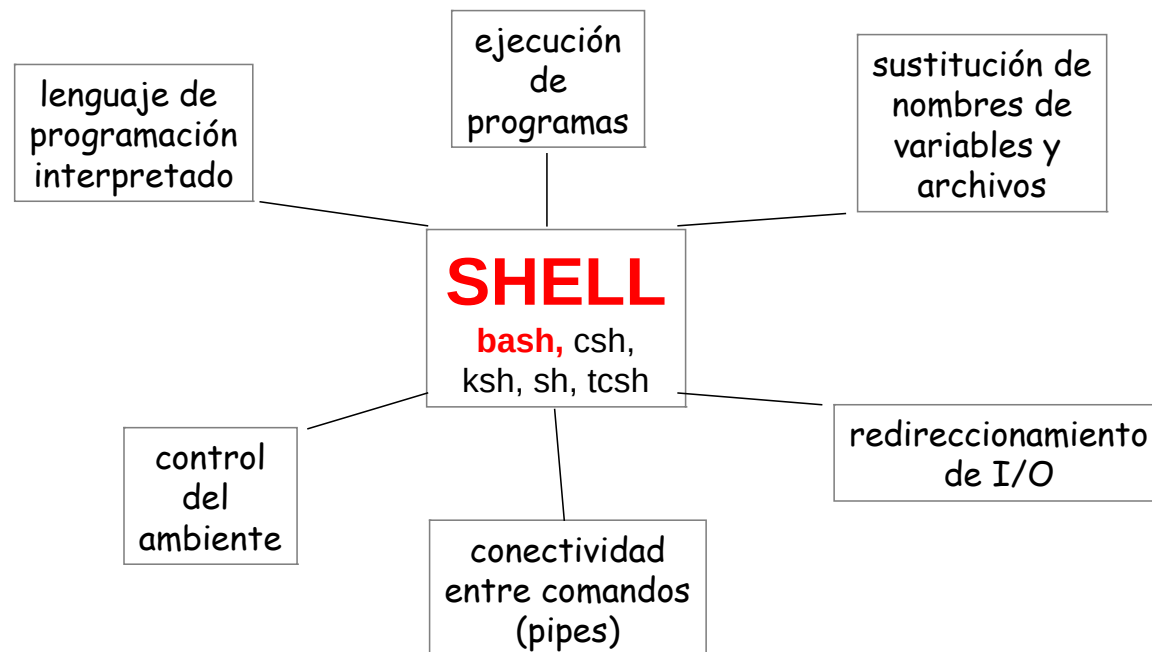 ejecución
de
programas
lenguaje de
programación
interpretado
sustitución de
nombres de
variables y
archivos
SHELL
bash, csh,
ksh, sh, tcsh
control
del
ambiente
redireccionamiento
de I/O
conectividad
entre comandos
(pipes)